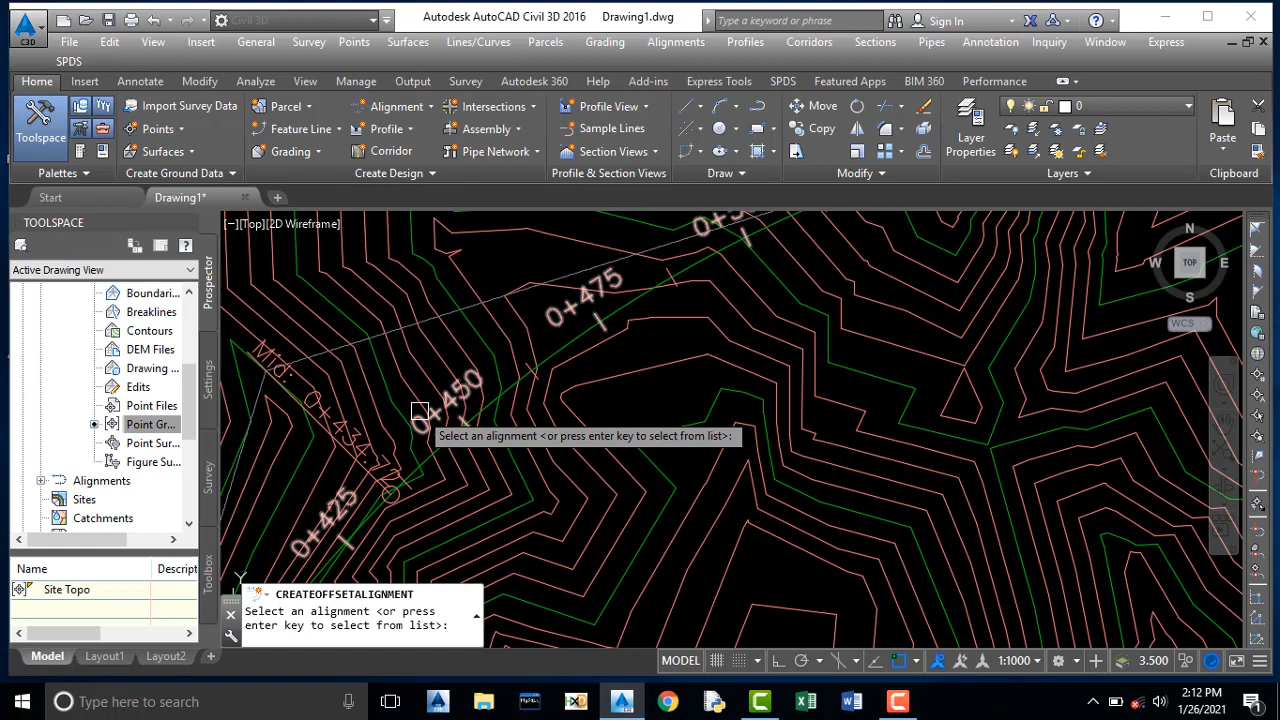 C3D
Civil 3D
Autodesk AutoCAD Civil 3D 2016 Drawing1.dwg
Type a keyword or phrase
Sign In
File Edit View Insert General Survey Points Surfaces Lines/Curves Parcels Grading Alignments Profiles Corridors Sections Pipes Annotation Inquiry Window Express
SPDS
Home Insert Annotate Modify Analyze View Manage Output Survey Autodesk 360 Help Add-ins Express Tools SPDS Featured Apps BIM 360 Performance
Toolspace
Import Survey Data
Points
Surfaces
Parcel
Feature Line
Grading
Alignment
Profile
Corridor
Intersections
Assembly
Pipe Network
Profile View
Sample Lines
Section Views
Move
Copy
Layer
Properties
0
Paste
Palettes
Create Ground Data
Create Design
Profile & Section Views
Draw
Modify
Layers
Clipboard
Start
Drawing1*
TOOLSPACE
Active Drawing View
Boundari...
Breaklines
Contours
DEM Files
Drawing ...
Edits
Point Files
Point Gr...
Point Sur...
Figure Su...
Alignments
Sites
Catchments
Name
Descript
Site Topo
Prospector
Settings
Survey
Toolbox
[−][Top][2D Wireframe]
0+475
0+450
0+425
N
W
TOP
E
S
WCS
Select an alignment <or press enter key to select from list>:
Y
CREATEOFFSETALIGNMENT
Select an alignment <or press
enter key to select from list>:
Model Layout1 Layout2
MODEL
1:1000
3.500
Type here to search
2:12 PM
1/26/2021
1